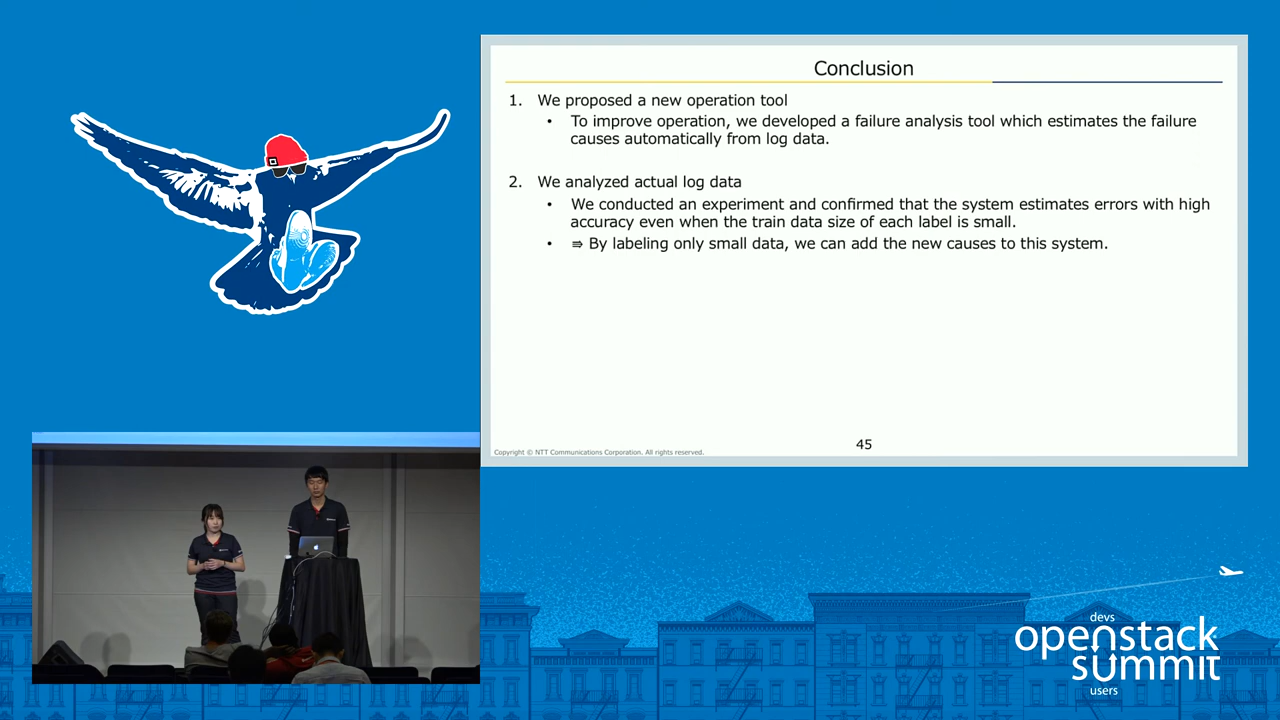 Conclusion
1. We proposed a new operation tool
• To improve operation, we developed a failure analysis tool which estimates the failure
causes automatically from log data.
2. We analyzed actual log data
• We conducted an experiment and confirmed that the system estimates errors with high
accuracy even when the train data size of each label is small.
• ⇛ By labeling only small data, we can add the new causes to this system.
45
Copyright © NTT Communications Corporation. All rights reserved.
devs
openstack
summit
users